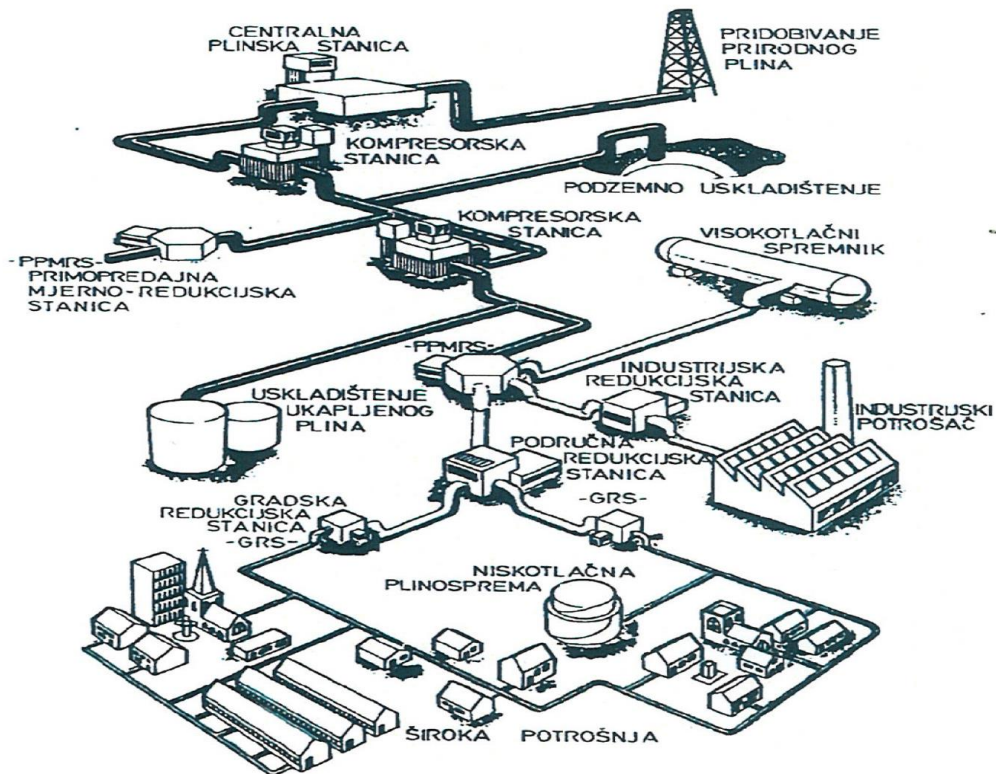 CENTRALNA
PLINSKA STANICA
PRIDOBIVANJE
PRIRODNOG
PLINA
KOMPRESORSKA
STANICA
PODZEMNO USKLADIŠTENJE
KOMPRESORSKA
STANICA
VISOKOTLAČNI
SPREMNIK
-PPMRS-
PRIMOPREDAJNA
MJERNO-REDUKCIJSKA
STANICA
-PPMRS-
INDUSTRIJSKA
REDUKCIJSKA
STANICA
USKLADIŠTENJE
UKAPLJENOG
PLINA
INDUSTRIJSKI
POTROŠAČ
PODRUČNA
REDUKCIJSKA
STANICA
-GRS-
GRADSKA
REDUKCIJSKA
STANICA
-GRS-
NISKOTLAČNA
PLINOSPREMA
ŠIROKA POTROŠNJA